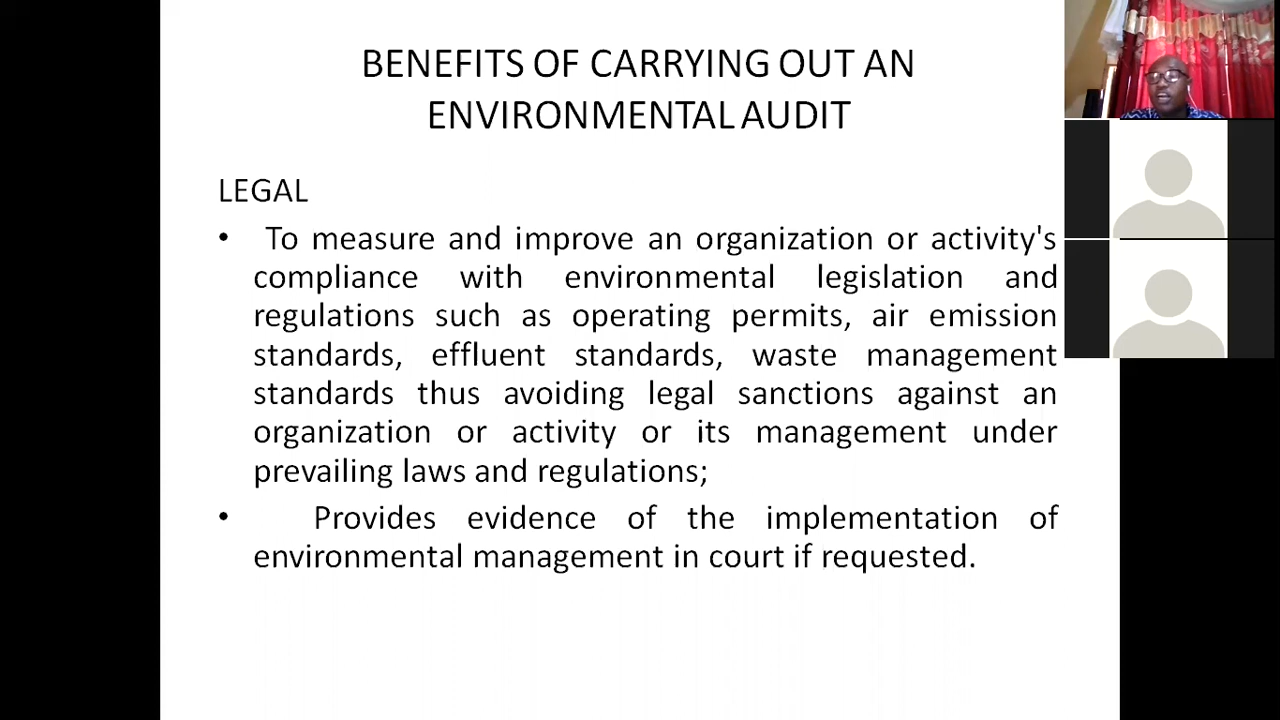 BENEFITS OF CARRYING OUT AN
ENVIRONMENTAL AUDIT
LEGAL
• To measure and improve an organization or activity's
compliance with environmental legislation and
regulations such as operating permits, air emission
standards, effluent standards, waste management
standards thus avoiding legal sanctions against an
organization or activity or its management under
prevailing laws and regulations;
• Provides evidence of the implementation of
environmental management in court if requested.